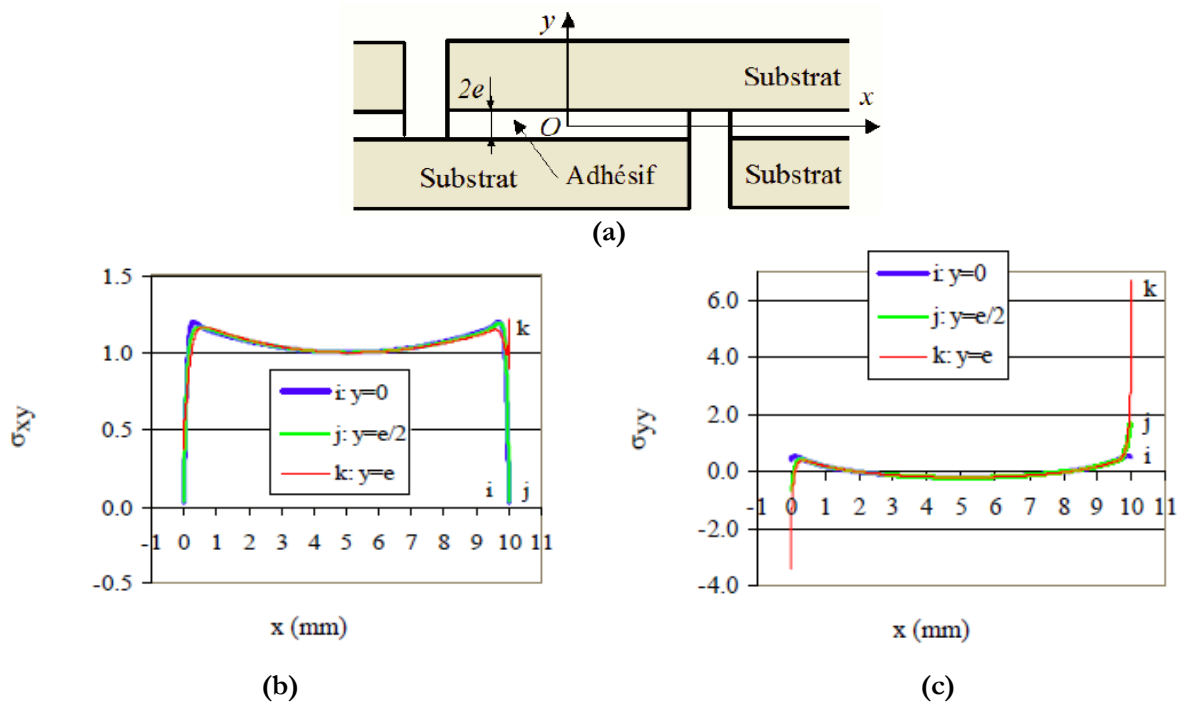 y
Substrat
2e
x
O
Substrat
Adhésif
Substrat
(a)
1.5
1.0
0.5
0.0
-0.5
-1 0 1 2 3 4 5 6 7 8 9 10 11
σxy
x (mm)
i: y=0
j: y=e/2
k: y=e
k
i j
(b)
6.0
4.0
2.0
0.0
-2.0
-4.0
-1 0 1 2 3 4 5 6 7 8 9 10 11
σyy
x (mm)
i: y=0
j: y=e/2
k: y=e
k
j
i
(c)